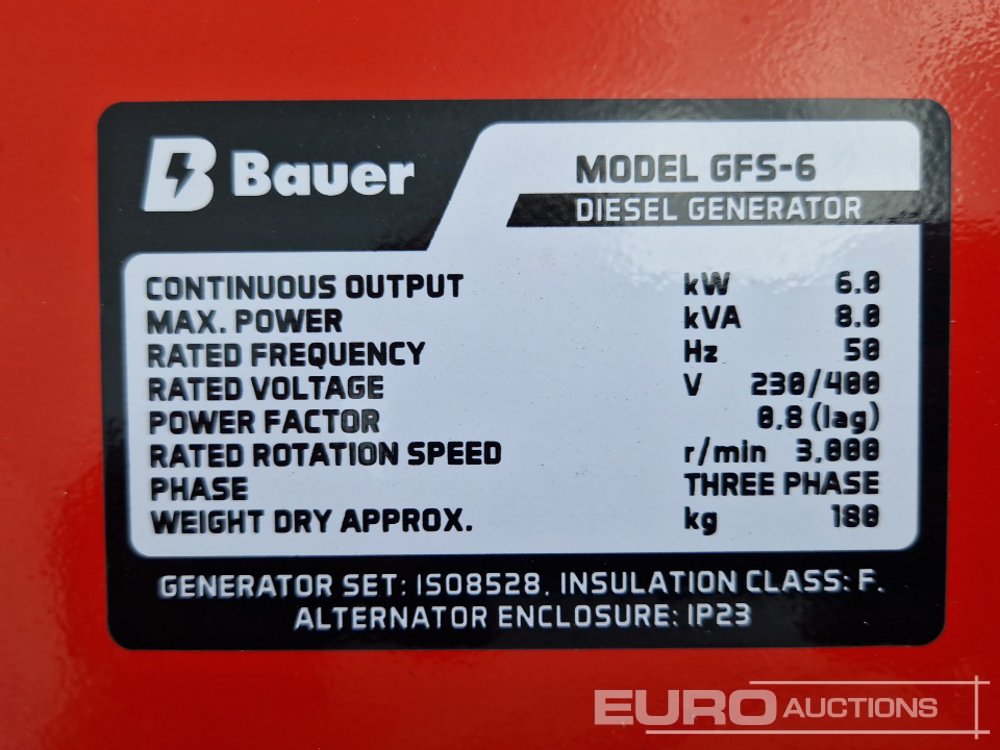 Bauer
MODEL GFS-6
DIESEL GENERATOR
CONTINUOUS OUTPUT kW 6.0
MAX. POWER kVA 8.0
RATED FREQUENCY Hz 50
RATED VOLTAGE V 230/400
POWER FACTOR 0,8 (lag)
RATED ROTATION SPEED r/min 3.000
PHASE THREE PHASE
WEIGHT DRY APPROX. kg 180
GENERATOR SET: ISO8528, INSULATION CLASS: F.
ALTERNATOR ENCLOSURE: IP23
EURO AUCTIONS